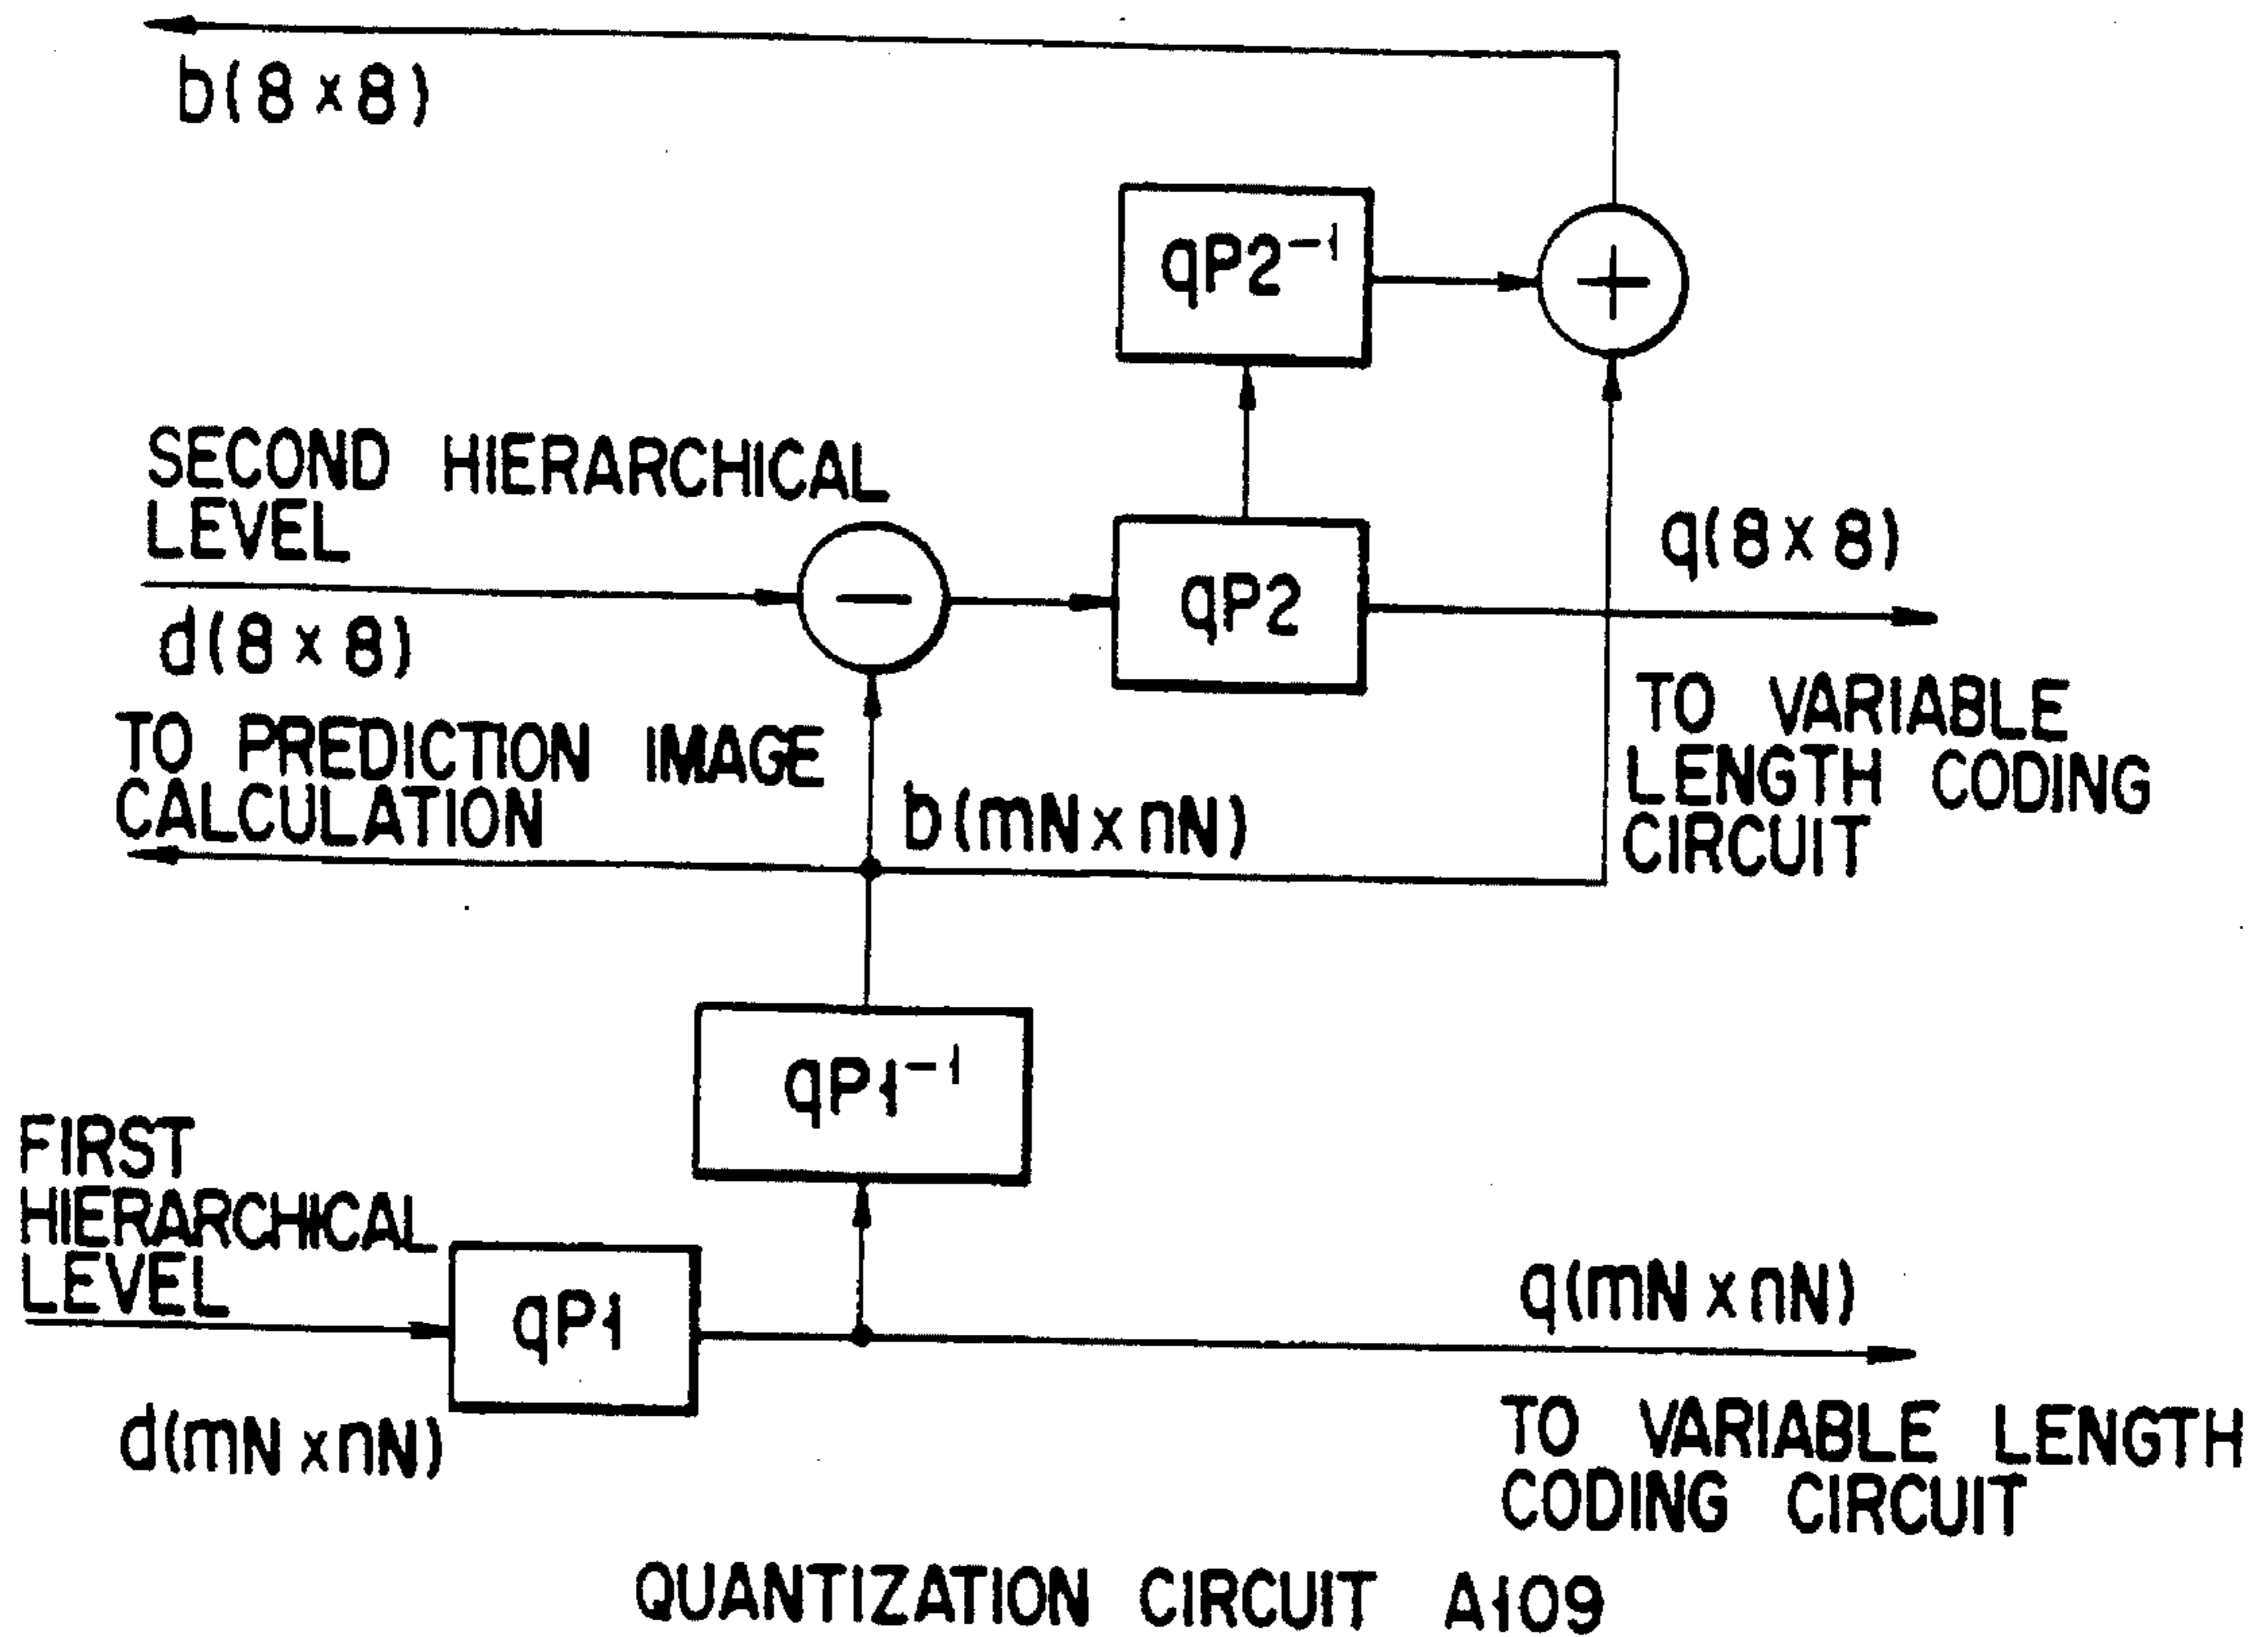 b(8×8)
qP2⁻¹
SECOND HIERARCHICAL
LEVEL
d(8×8)
qP2
q(8×8)
TO VARIABLE
LENGTH CODING
CIRCUIT
TO PREDICTION IMAGE
CALCULATION
b(mN×nN)
qP1⁻¹
FIRST
HIERARCHICAL
LEVEL
qP1
d(mN×nN)
q(mN×nN)
TO VARIABLE LENGTH
CODING CIRCUIT
QUANTIZATION CIRCUIT A109